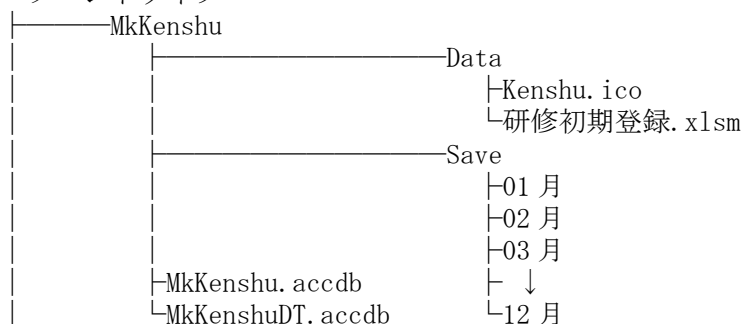 ├─────MkKenshu
│ ├──────────────────Data
│ │ ├Kenshu.ico
│ │ └研修初期登録.xlsm
│ ├──────────────────Save
│ │ ├01月
│ │ ├02月
│ │ ├03月
│ ├MkKenshu.accdb ├ ↓
│ └MkKenshuDT.accdb └12月